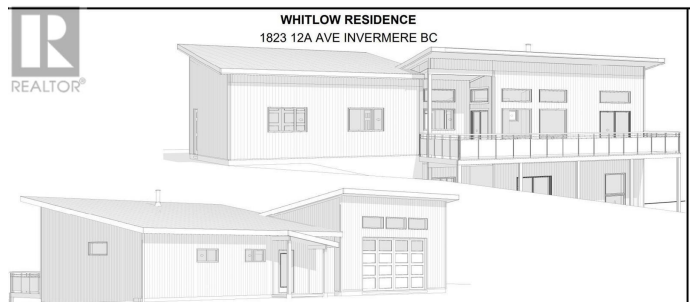 WHITLOW RESIDENCE
1823 12A AVE INVERMERE BC
R
REALTOR®